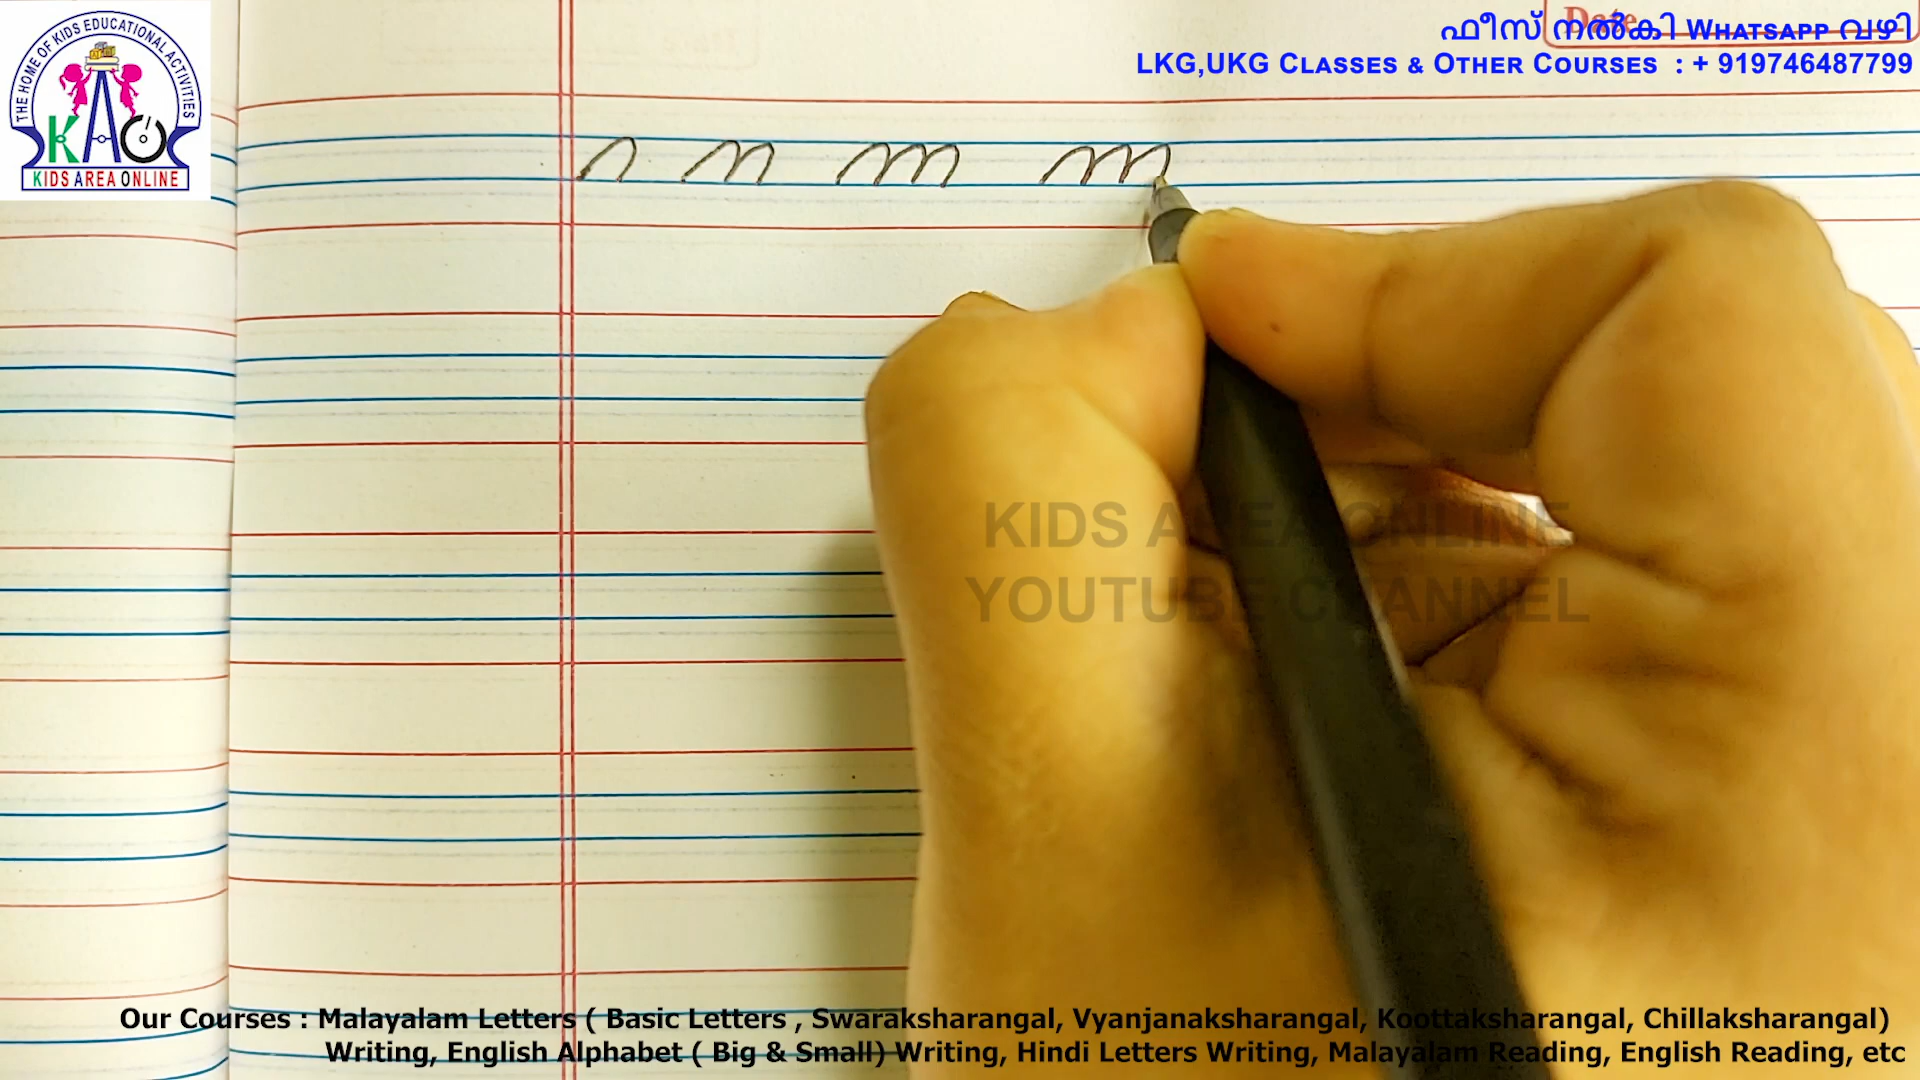 THE HOME OF KIDS EDUCATIONAL ACTIVITIES
KAO
KIDS AREA ONLINE
Date
ഫീസ് നൽകി WHATSAPP വഴി
LKG,UKG CLASSES & OTHER COURSES : + 919746487799
m
KIDS AREA ONLINE
YOUTUBE CHANNEL
Our Courses : Malayalam Letters ( Basic Letters , Swaraksharangal, Vyanjanaksharangal, Koottaksharangal, Chillaksharangal)
Writing, English Alphabet ( Big & Small) Writing, Hindi Letters Writing, Malayalam Reading, English Reading, etc